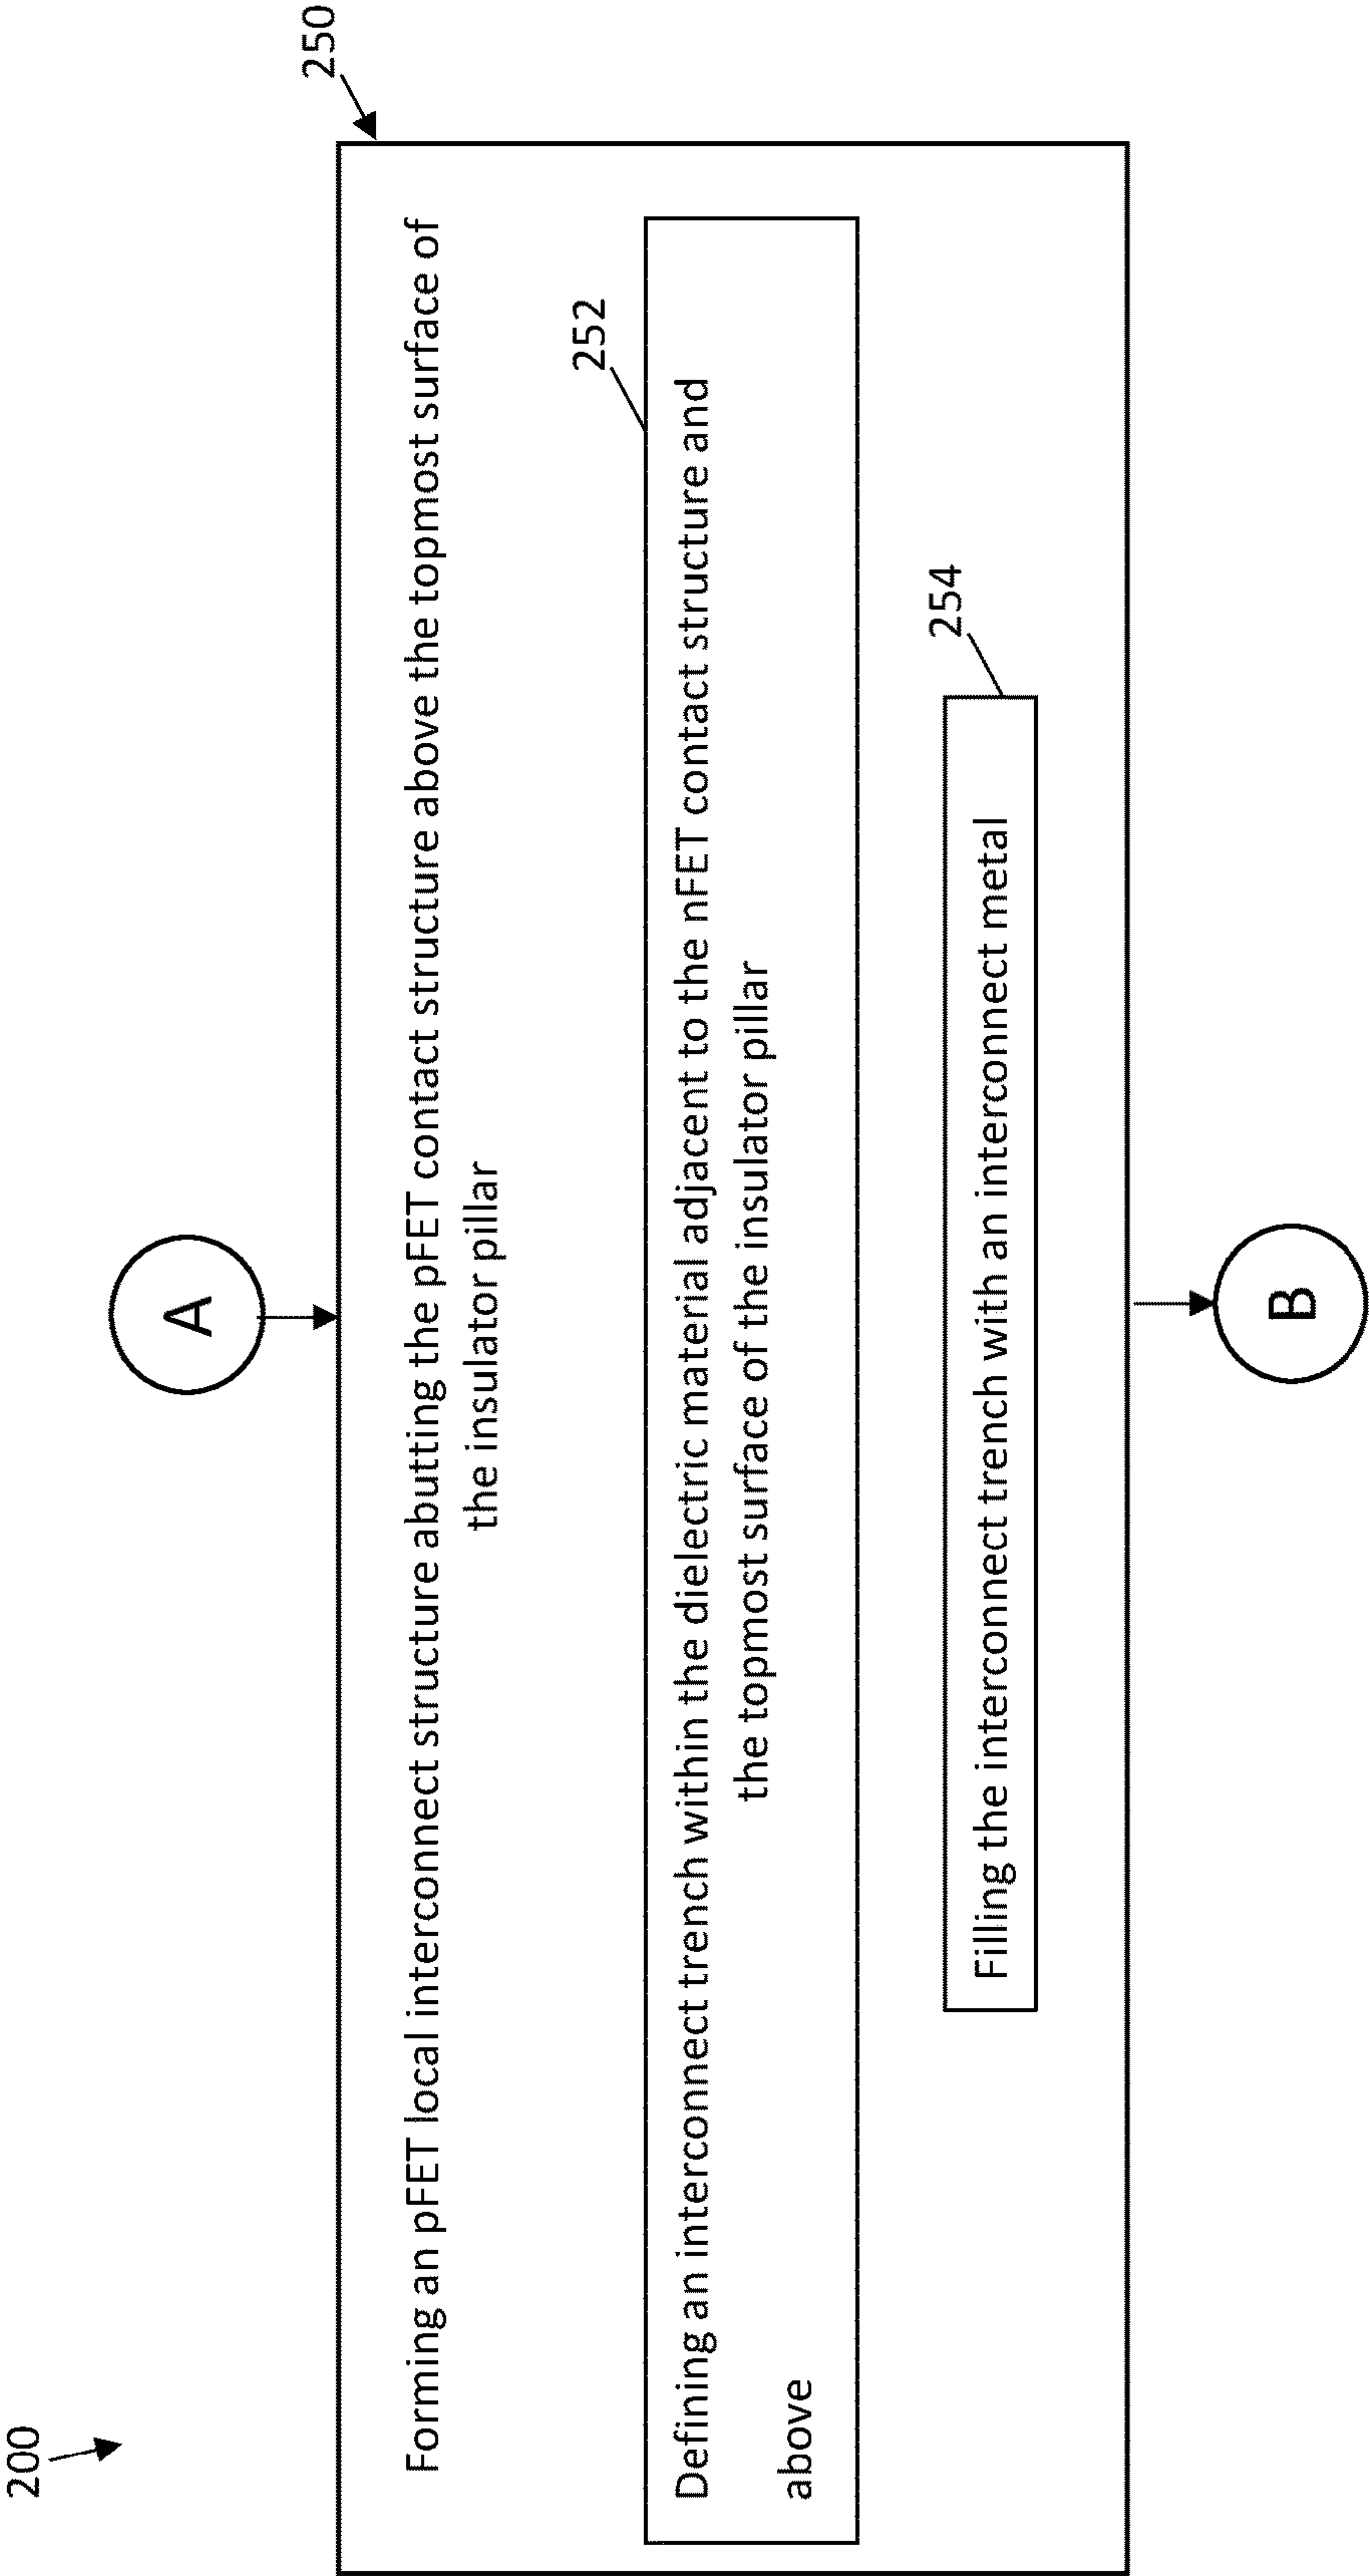 200
A
250
Forming an pFET local interconnect structure abutting the pFET contact structure above the topmost surface of
the insulator pillar
252
Defining an interconnect trench within the dielectric material adjacent to the nFET contact structure and
the topmost surface of the insulator pillar
above
254
Filling the interconnect trench with an interconnect metal
B